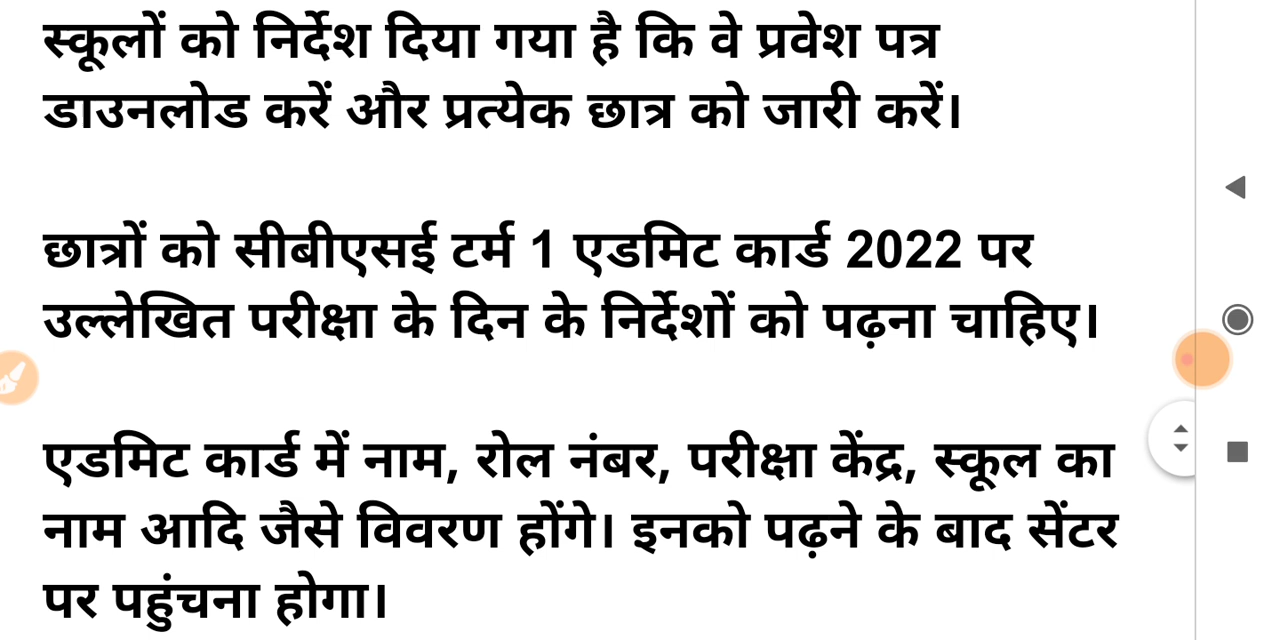 स्कूलों को निर्देश दिया गया है कि वे प्रवेश पत्र
डाउनलोड करें और प्रत्येक छात्र को जारी करें।
छात्रों को सीबीएसई टर्म 1 एडमिट कार्ड 2022 पर
उल्लेखित परीक्षा के दिन के निर्देशों को पढ़ना चाहिए।
एडमिट कार्ड में नाम, रोल नंबर, परीक्षा केंद्र, स्कूल का
नाम आदि जैसे विवरण होंगे। इनको पढ़ने के बाद सेंटर
पर पहुंचना होगा।